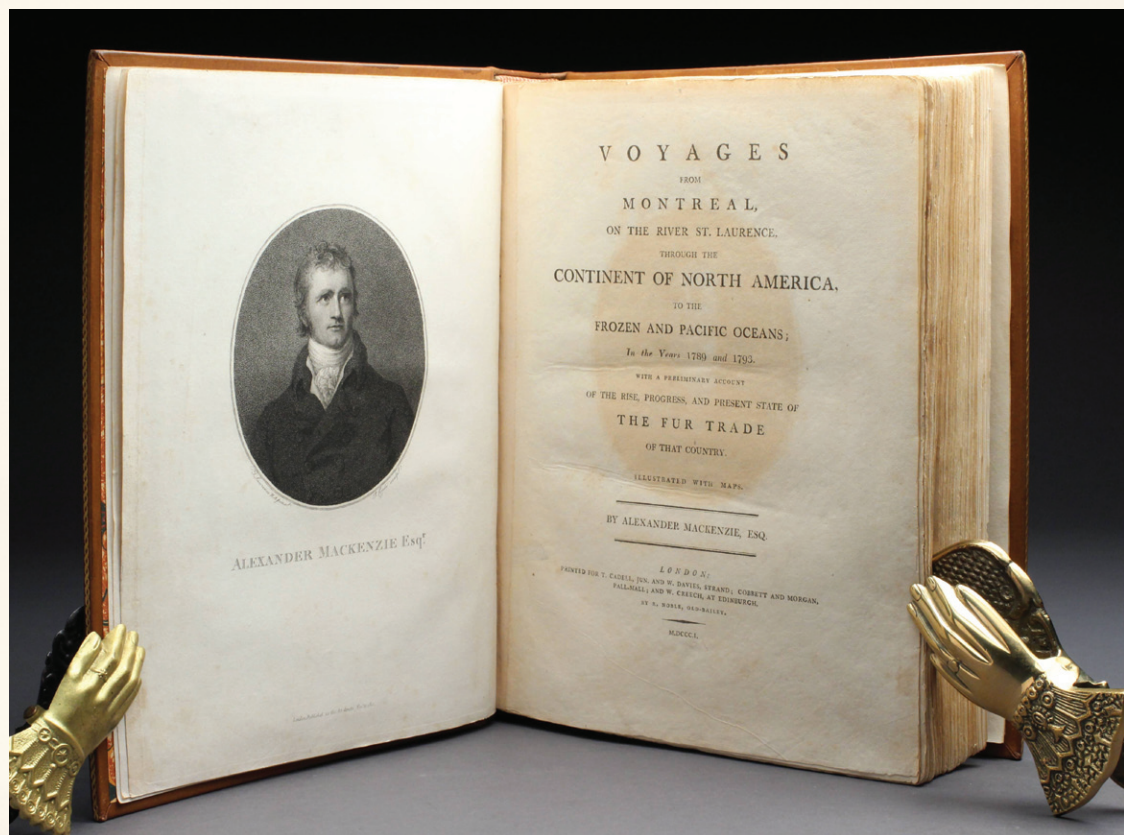 ALEXANDER MACKENZIE Esqr.
VOYAGES
FROM
MONTREAL,
ON THE RIVER ST. LAURENCE,
THROUGH THE
CONTINENT OF NORTH AMERICA,
TO THE
FROZEN AND PACIFIC OCEANS;
In the Years 1789 and 1793.
WITH A PRELIMINARY ACCOUNT
OF THE RISE, PROGRESS, AND PRESENT STATE OF
THE FUR TRADE
OF THAT COUNTRY.
ILLUSTRATED WITH MAPS.
BY ALEXANDER MACKENZIE, ESQ.
LONDON:
PRINTED FOR T. CADELL, JUN. AND W. DAVIES, STRAND; COBBETT AND MORGAN,
PALL-MALL; AND W. CREECH, AT EDINBURGH.
BY R. NOBLE, OLD-BAILEY.
M.DCCC.I.